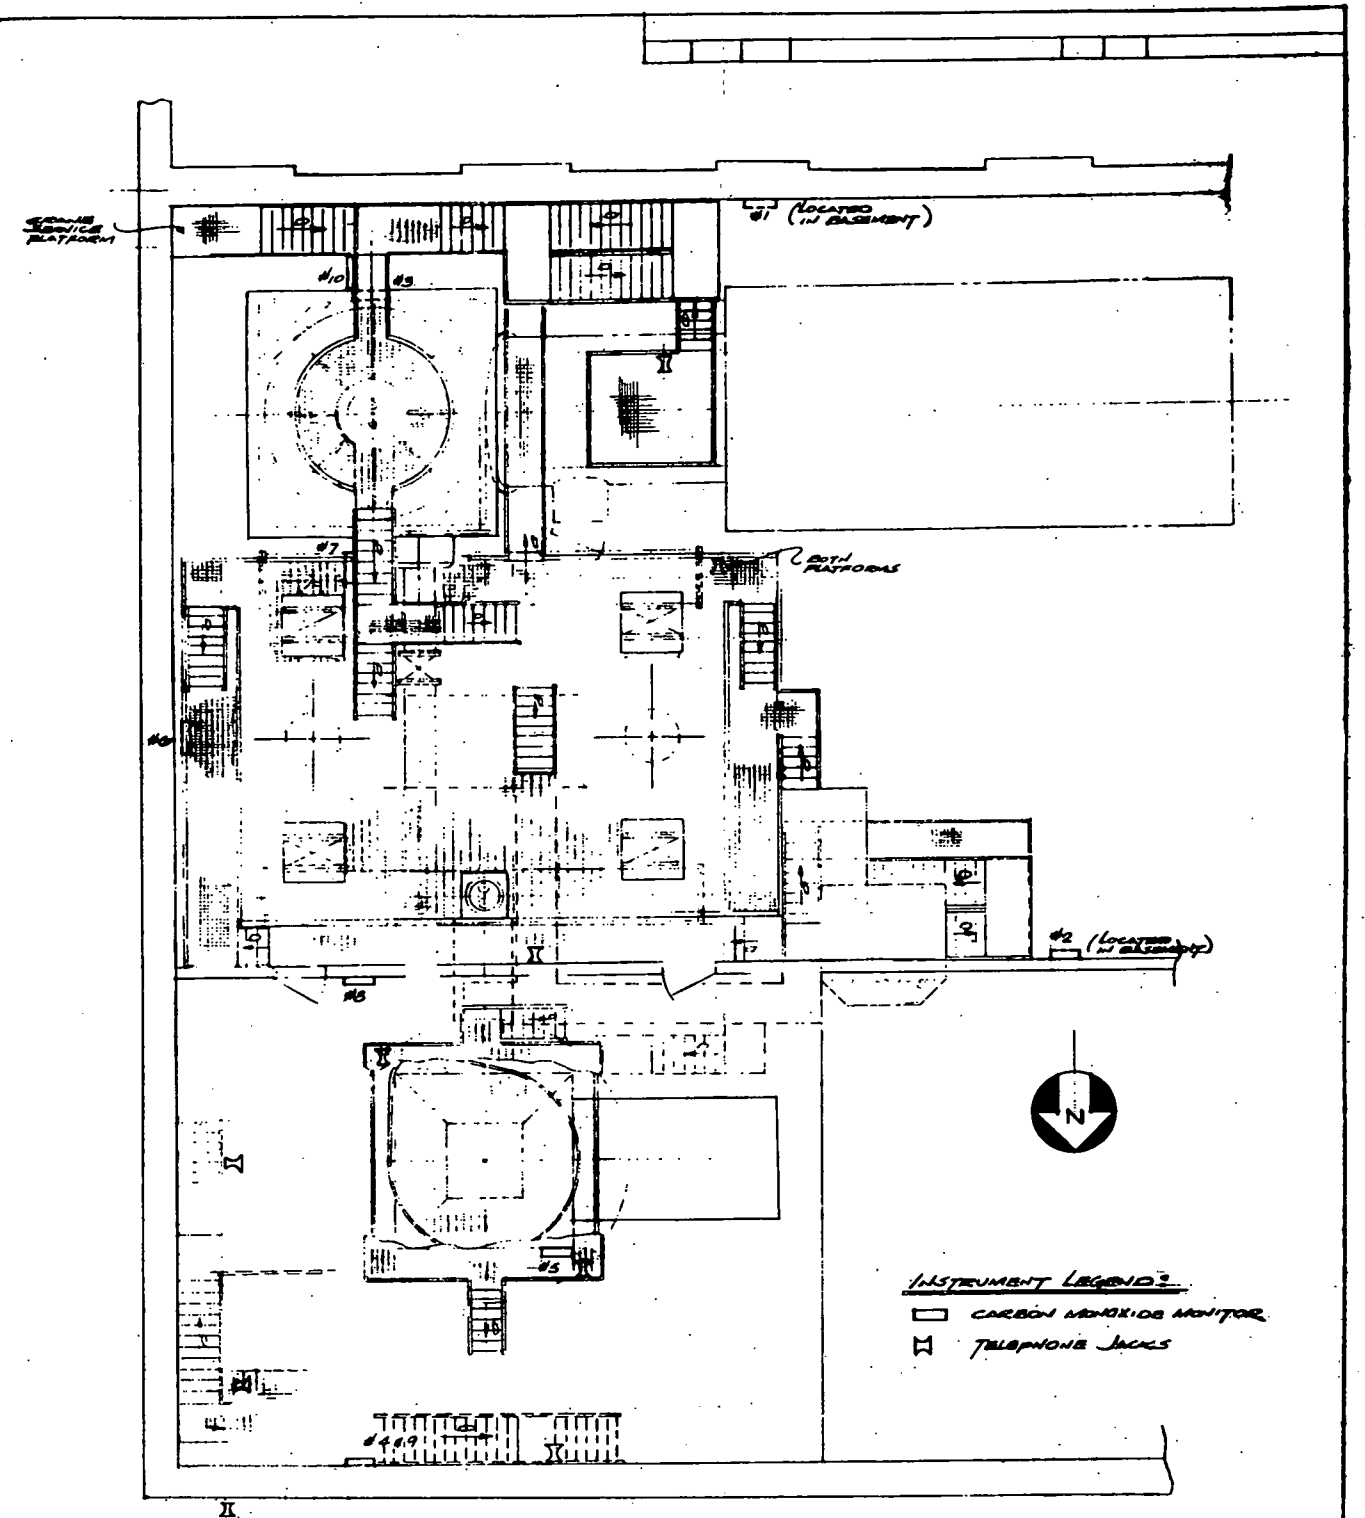 #1 (LOCATED
IN BASEMENT)
SERVICE
PLATFORM
#10
#3
#7
BOTH
PLATFORMS
#6
#2 (LOCATED
IN BASEMENT)
#8
N
#5
INSTRUMENT LEGEND:
CARBON MONOXIDE MONITOR
TELEPHONE JACKS
#4 #9